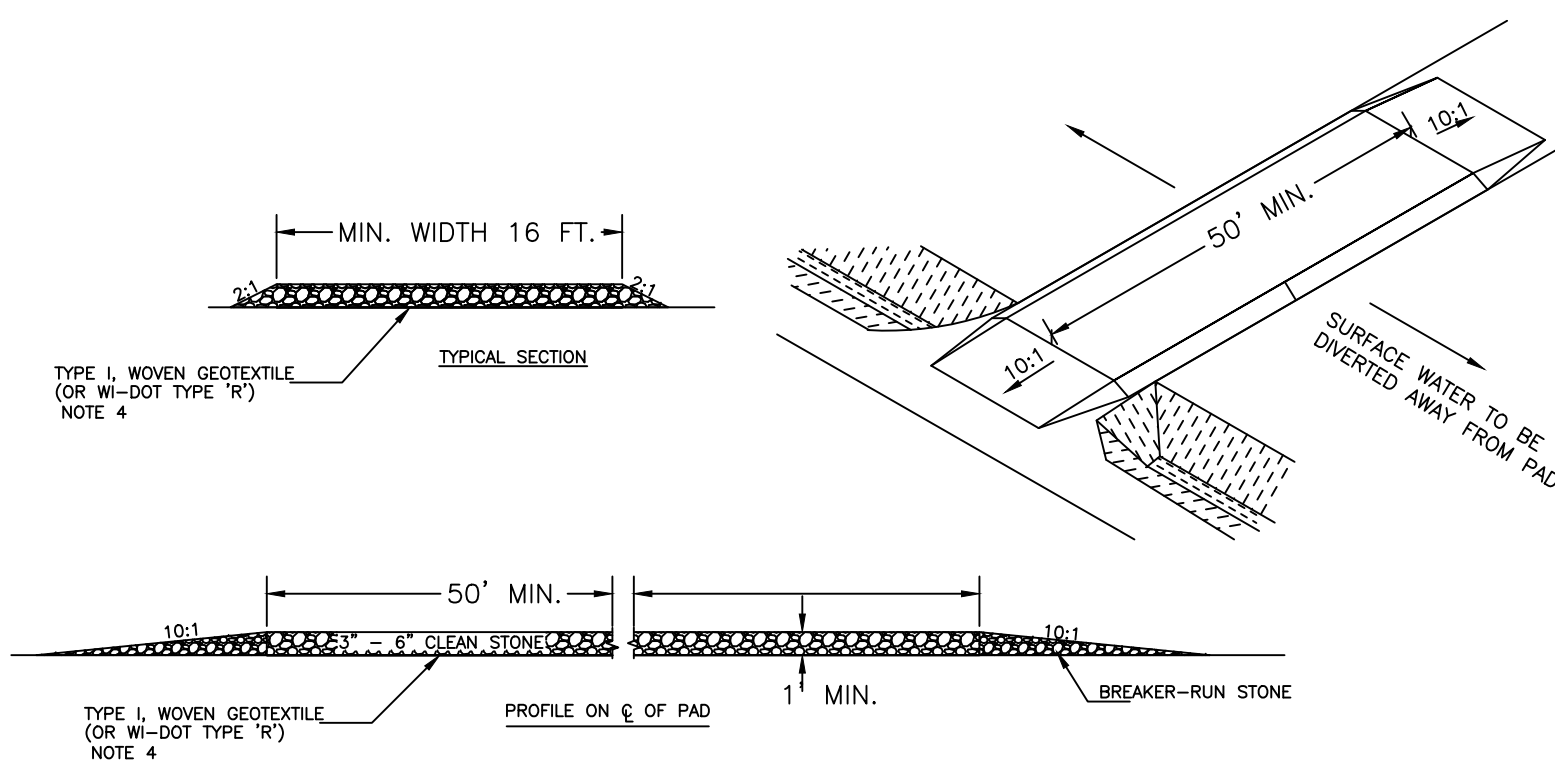 MIN. WIDTH 16 FT.
2:1
2:1
TYPICAL SECTION
TYPE I, WOVEN GEOTEXTILE
(OR WI-DOT TYPE 'R')
NOTE 4
10:1
50' MIN.
10:1
SURFACE WATER TO BE
DIVERTED AWAY FROM PAD
50' MIN.
10:1
3" – 6" CLEAN STONE
10:1
1' MIN.
BREAKER-RUN STONE
TYPE I, WOVEN GEOTEXTILE
(OR WI-DOT TYPE 'R')
NOTE 4
PROFILE ON ℄ OF PAD